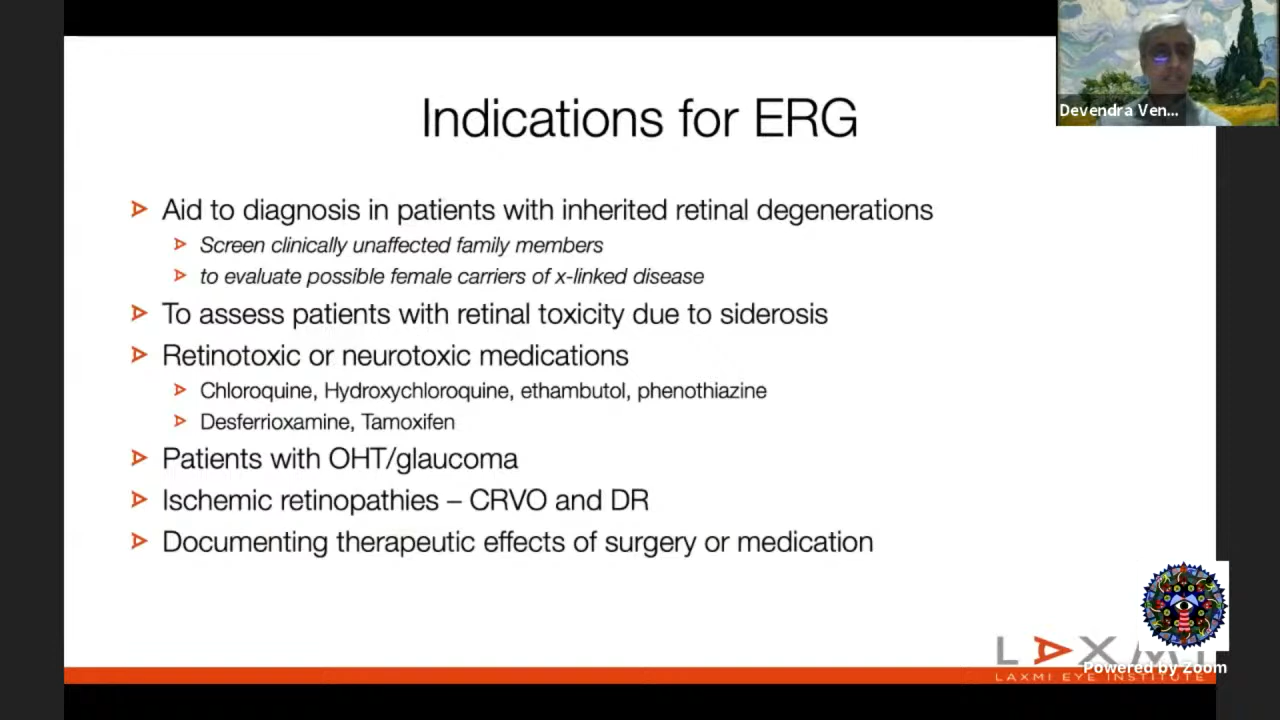 Devendra Ven...
Indications for ERG
Aid to diagnosis in patients with inherited retinal degenerations
Screen clinically unaffected family members
to evaluate possible female carriers of x-linked disease
To assess patients with retinal toxicity due to siderosis
Retinotoxic or neurotoxic medications
Chloroquine, Hydroxychloroquine, ethambutol, phenothiazine
Desferrioxamine, Tamoxifen
Patients with OHT/glaucoma
Ischemic retinopathies – CRVO and DR
Documenting therapeutic effects of surgery or medication
Powered by Zoom
LAXMI EYE INSTITUTE